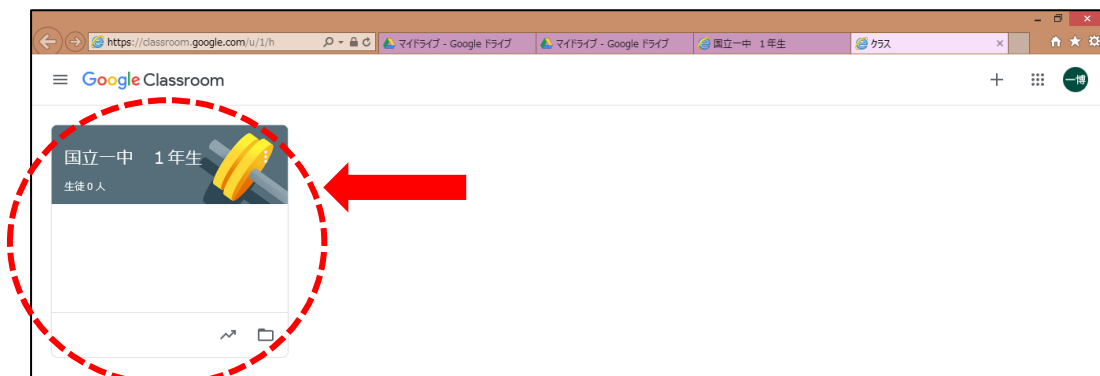 https://classroom.google.com/u/1/h
マイドライブ - Google ドライブ
マイドライブ - Google ドライブ
国立一中 1年生
クラス
Google Classroom
一博
国立一中 1年生
生徒 0 人